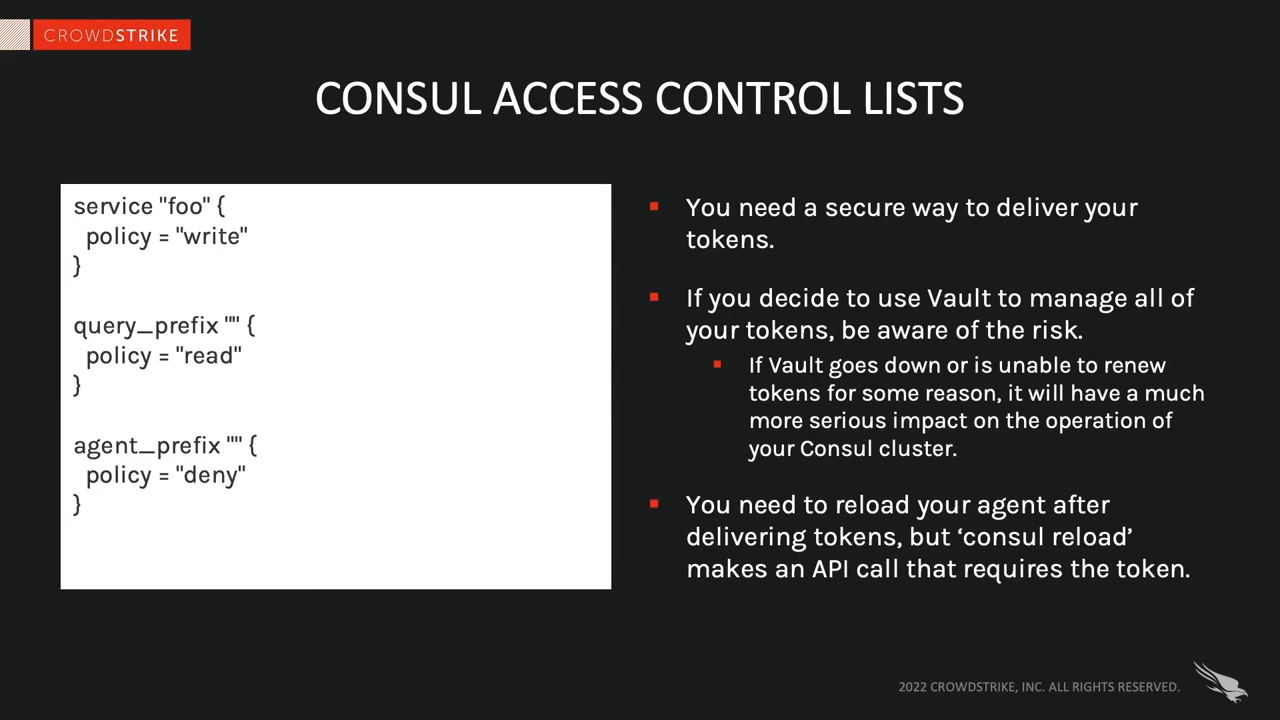 CROWDSTRIKE
CONSUL ACCESS CONTROL LISTS
service "foo" {
policy = "write"
}
query_prefix "" {
policy = "read"
}
agent_prefix "" {
policy = "deny"
}
You need a secure way to deliver your
tokens.
If you decide to use Vault to manage all of
your tokens, be aware of the risk.
If Vault goes down or is unable to renew
tokens for some reason, it will have a much
more serious impact on the operation of
your Consul cluster.
You need to reload your agent after
delivering tokens, but ‘consul reload’
makes an API call that requires the token.
2022 CROWDSTRIKE, INC. ALL RIGHTS RESERVED.